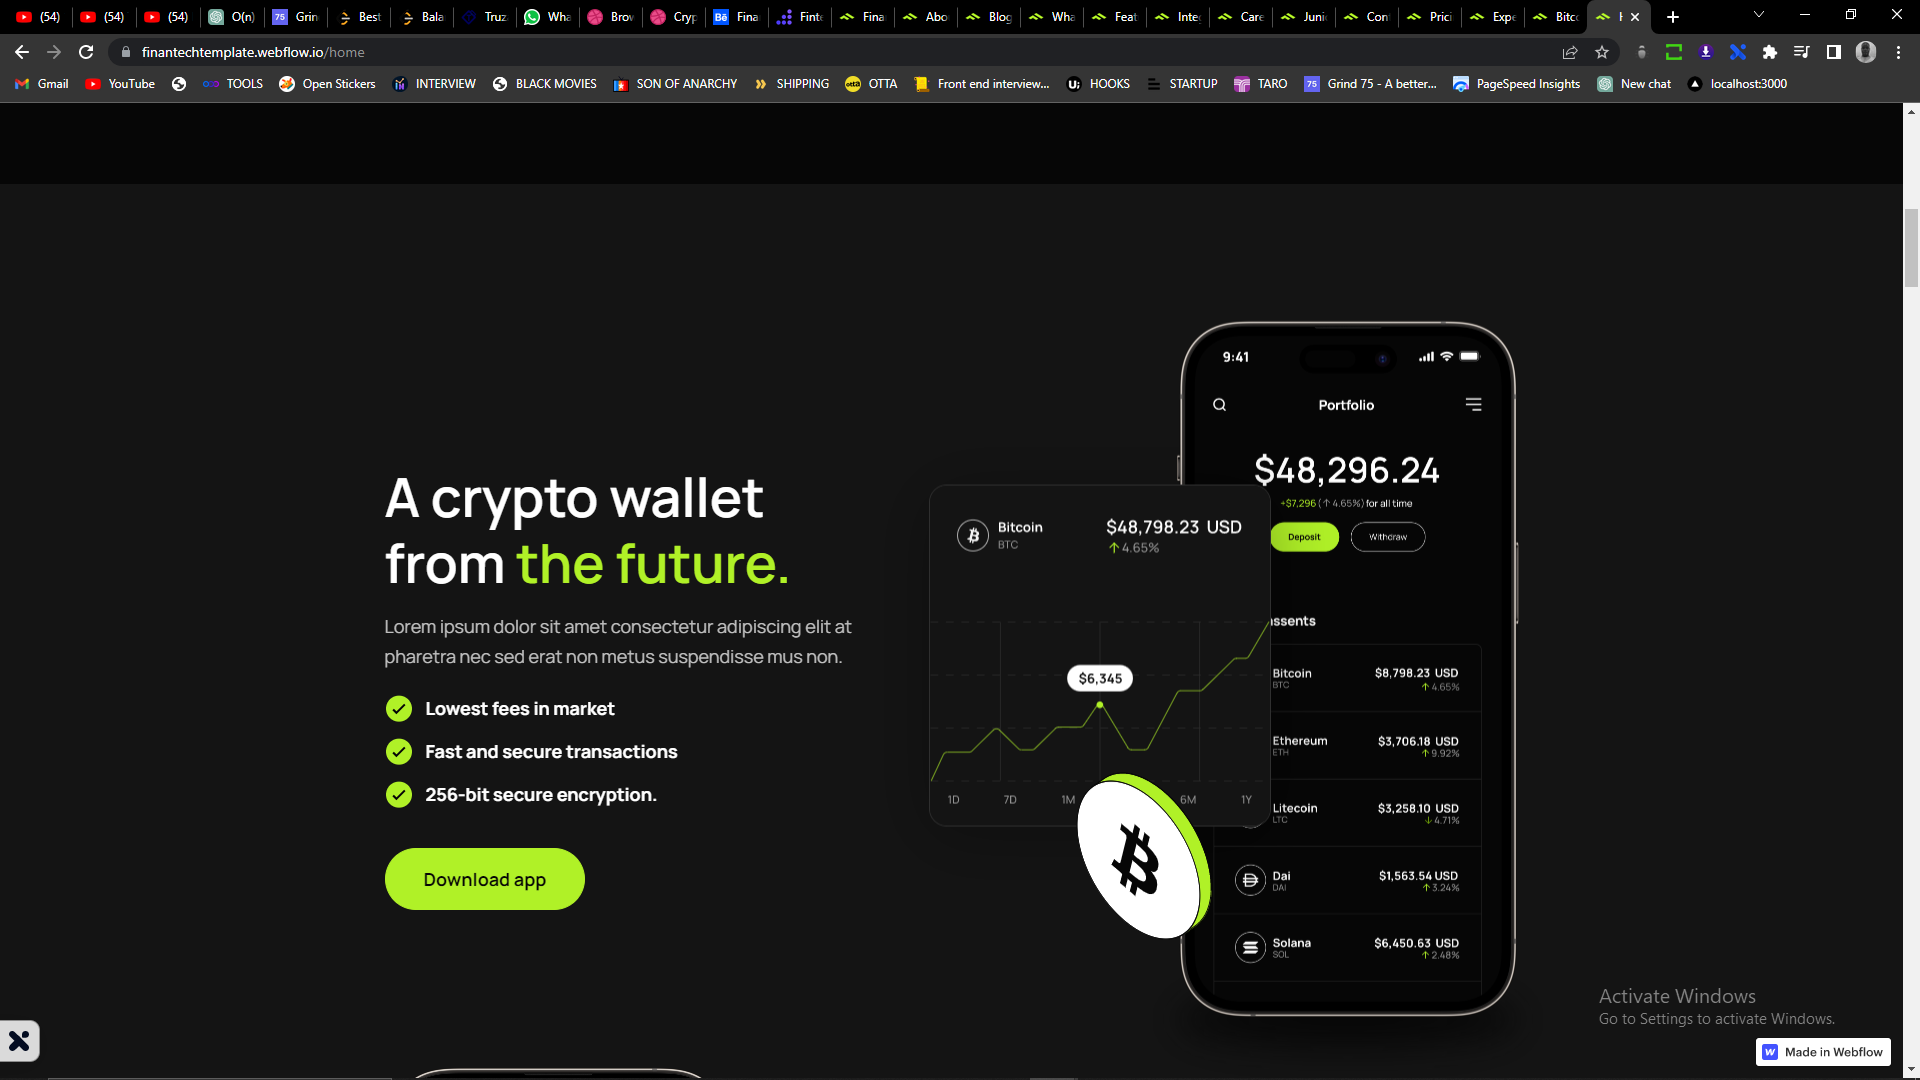 (54)
(54)
(54)
O(n)
Grin
Best
Bala
Truz
Wha
Brow
Cryp
Fina
Finte
Fina
Abo
Blog
Wha
Feat
Inte
Care
Juni
Con
Prici
Expe
Bitco
finantechtemplate.webflow.io/home
Gmail
YouTube
TOOLS
Open Stickers
INTERVIEW
BLACK MOVIES
SON OF ANARCHY
SHIPPING
OTTA
Front end interview...
HOOKS
STARTUP
TARO
Grind 75 - A better...
PageSpeed Insights
New chat
localhost:3000
A crypto wallet
from the future.
Lorem ipsum dolor sit amet consectetur adipiscing elit at
pharetra nec sed erat non metus suspendisse mus non.
Lowest fees in market
Fast and secure transactions
256-bit secure encryption.
Download app
Bitcoin
BTC
$48,798.23 USD
4.65%
$6,345
1D 7D 1M 6M 1Y
9:41
Portfolio
$48,296.24
+$7,296 (↑ 4.65%) for all time
Deposit
Withdraw
ssents
Bitcoin
BTC
$8,798.23 USD
↑ 4.65%
Ethereum
ETH
$3,706.18 USD
↑ 9.92%
Litecoin
LTC
$3,258.10 USD
↓ 4.71%
Dai
DAI
$1,563.54 USD
↑ 3.24%
Solana
SOL
$6,450.63 USD
↑ 2.48%
Activate Windows
Go to Settings to activate Windows.
Made in Webflow